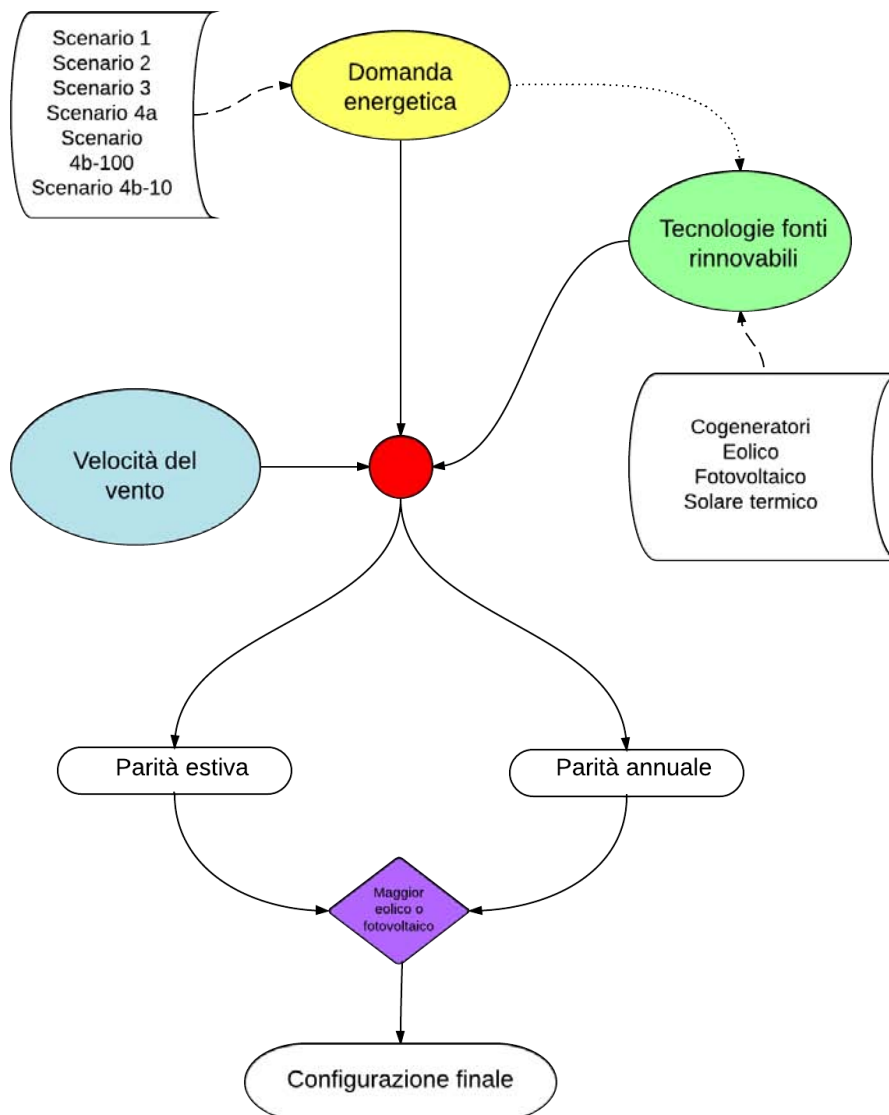 Scenario 1
Scenario 2
Scenario 3
Scenario 4a
Scenario
4b-100
Scenario 4b-10
Domanda
energetica
Tecnologie fonti
rinnovabili
Cogeneratori
Eolico
Fotovoltaico
Solare termico
Velocità del
vento
Parità estiva
Parità annuale
Maggior
eolico o
fotovoltaico
Configurazione finale